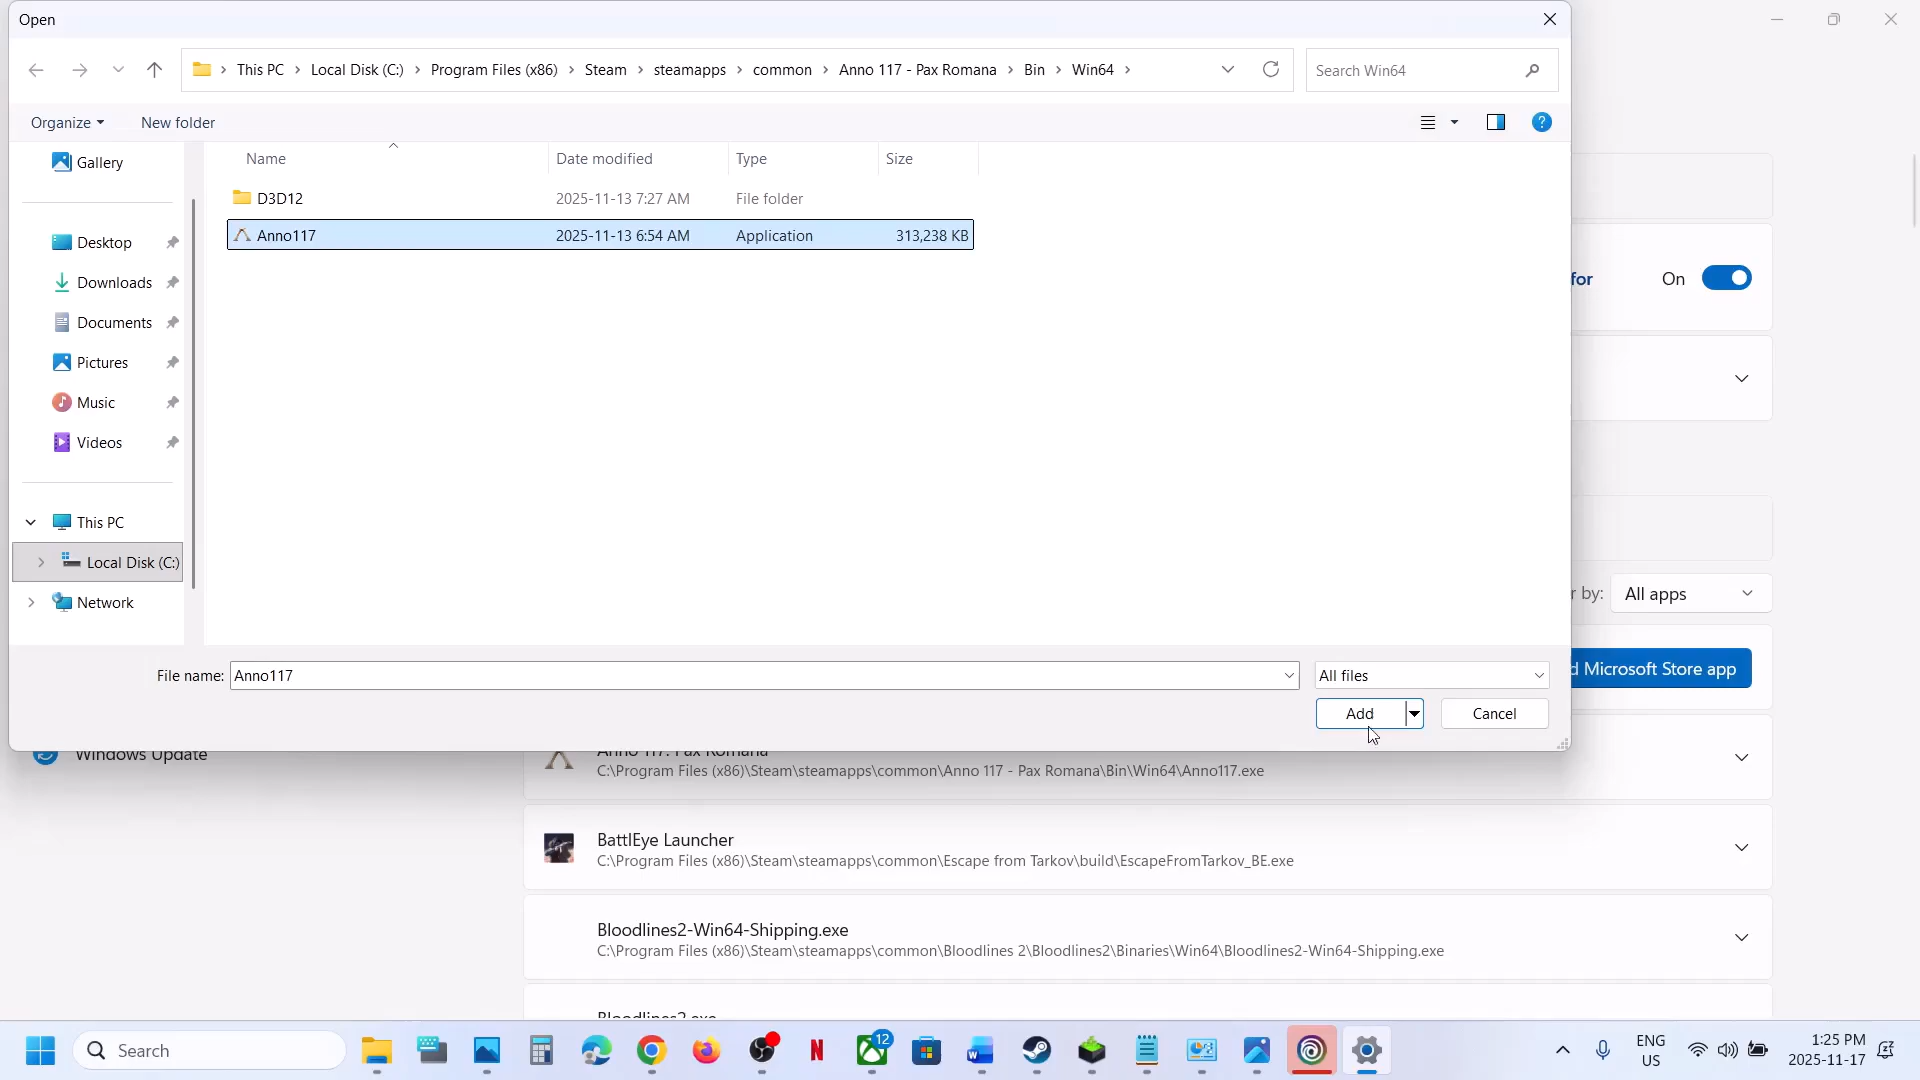 Open
This PC > Local Disk (C:) > Program Files (x86) > Steam > steamapps > common > Anno 117 - Pax Romana > Bin > Win64 >
Search Win64
Organize
New folder
Gallery
Desktop
Downloads
Documents
Pictures
Music
Videos
This PC
Local Disk (C:)
Network
Name Date modified Type Size
D3D12 2025-11-13 7:27 AM File folder
Anno117 2025-11-13 6:54 AM Application 313,238 KB
File name: Anno117
All files
Add
Cancel
for
On
r by: All apps
d Microsoft Store app
Windows Update
Anno 117: Pax Romana
C:\Program Files (x86)\Steam\steamapps\common\Anno 117 - Pax Romana\Bin\Win64\Anno117.exe
BattlEye Launcher
C:\Program Files (x86)\Steam\steamapps\common\Escape from Tarkov\build\EscapeFromTarkov_BE.exe
Bloodlines2-Win64-Shipping.exe
C:\Program Files (x86)\Steam\steamapps\common\Bloodlines 2\Bloodlines2\Binaries\Win64\Bloodlines2-Win64-Shipping.exe
Bloodlines2.exe
Search
12
ENG
US
1:25 PM
2025-11-17